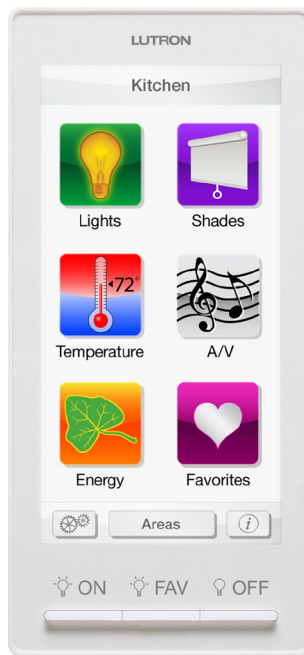 LUTRON
Kitchen
Lights
Shades
72°
Temperature
A/V
Energy
Favorites
Areas
i
ON
FAV
OFF